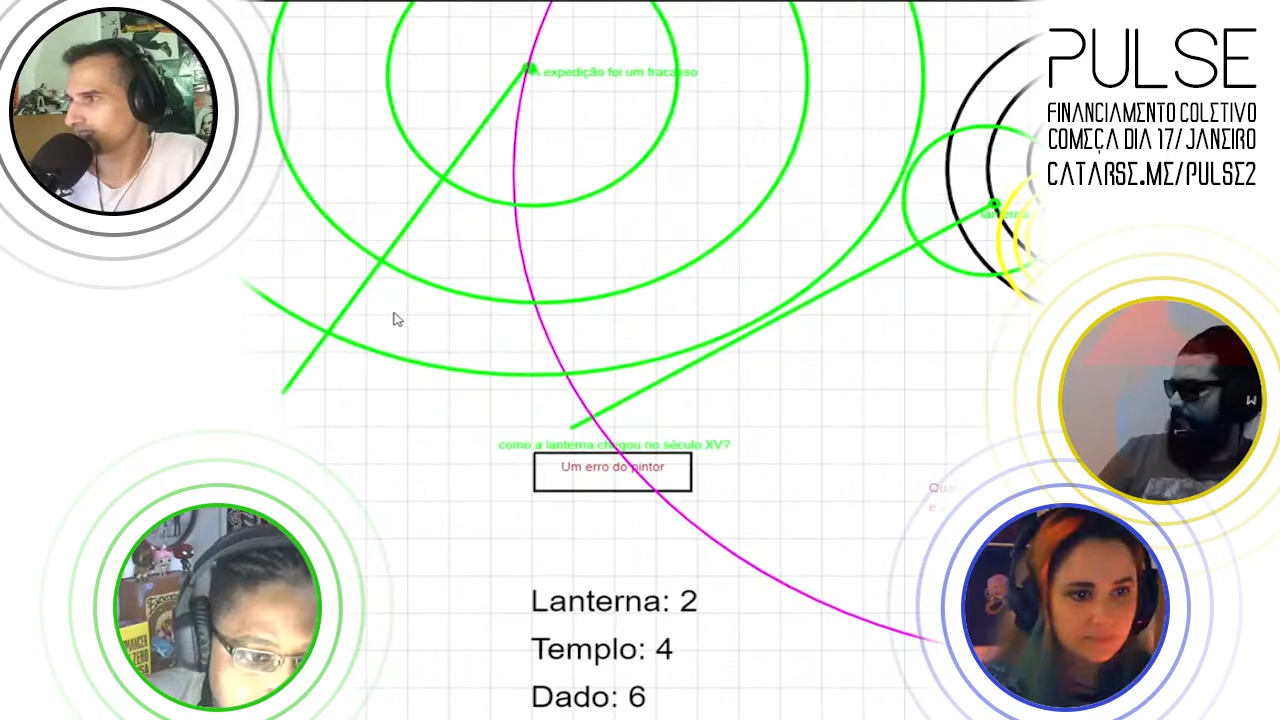 PULSE
FINANCIAMENTO COLETIVO
COMEÇA DIA 17/JANEIRO
CATARSE.ME/PULSE2
A expedição foi um fracasso
lanterna
como a lanterna chegou no século XV?
Um erro do pintor
e
Lanterna: 2
Templo: 4
Dado: 6